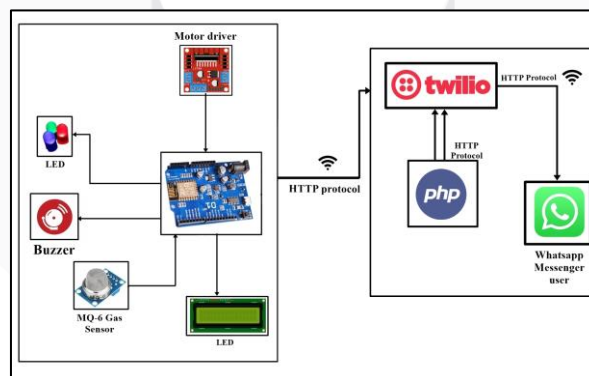 Motor driver
LED
Buzzer
MQ-6 Gas
Sensor
LED
HTTP protocol
twilio
HTTP Protocol
HTTP
Protocol
php
Whatsapp
Messenger
user